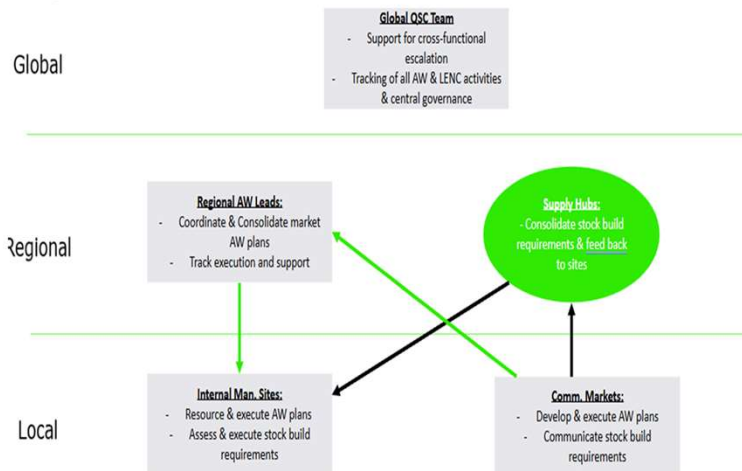 Global
Global QSC Team
- Support for cross-functional
escalation
- Tracking of all AW & LENC activities
& central governance
Regional
Regional AW Leads:
- Coordinate & Consolidate market
AW plans
- Track execution and support
Supply Hubs:
- Consolidate stock build
requirements & feed back
to sites
Local
Internal Man. Sites:
- Resource & execute AW plans
- Assess & execute stock build
requirements
Comm. Markets:
- Develop & execute AW plans
- Communicate stock build
requirements